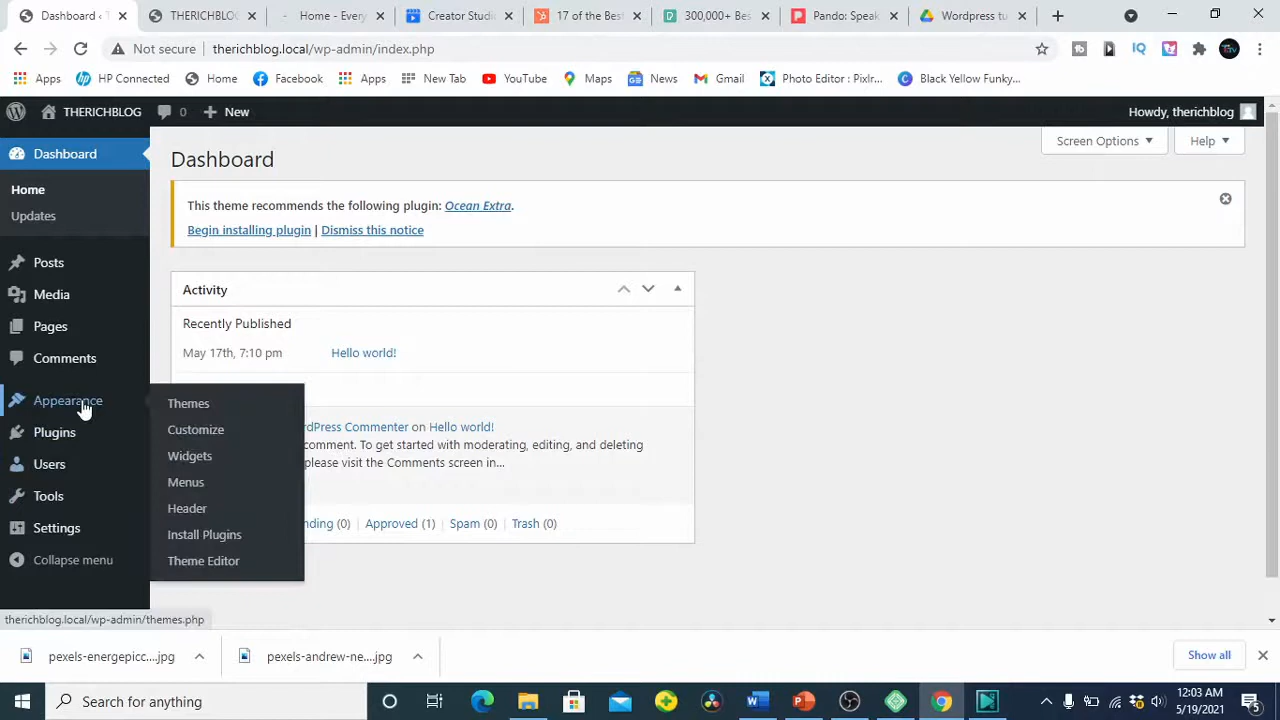 Dashboard ‹ T
THERICHBLOG
Home - Every
Creator Studi
17 of the Best
300,000+ Bes
Panda: Speak
Wordpress tu
Not secure
therichblog.local/wp-admin/index.php
Apps
HP Connected
Home
Facebook
Apps
New Tab
YouTube
Maps
News
Gmail
Photo Editor : Pixlr...
Black Yellow Funky...
THERICHBLOG
0
New
Howdy, therichblog
Dashboard
Home
Updates
Posts
Media
Pages
Comments
Appearance
Plugins
Users
Tools
Settings
Collapse menu
Themes
Customize
Widgets
Menus
Header
Install Plugins
Theme Editor
Screen Options
Help
Dashboard
This theme recommends the following plugin: Ocean Extra.
Begin installing plugin | Dismiss this notice
Activity
Recently Published
May 17th, 7:10 pm Hello world!
rdPress Commenter on Hello world!
comment. To get started with moderating, editing, and deleting
please visit the Comments screen in...
nding (0) | Approved (1) | Spam (0) | Trash (0)
therichblog.local/wp-admin/themes.php
pexels-energepicc....jpg
pexels-andrew-ne....jpg
Show all
Search for anything
12:03 AM
5/19/2021
5